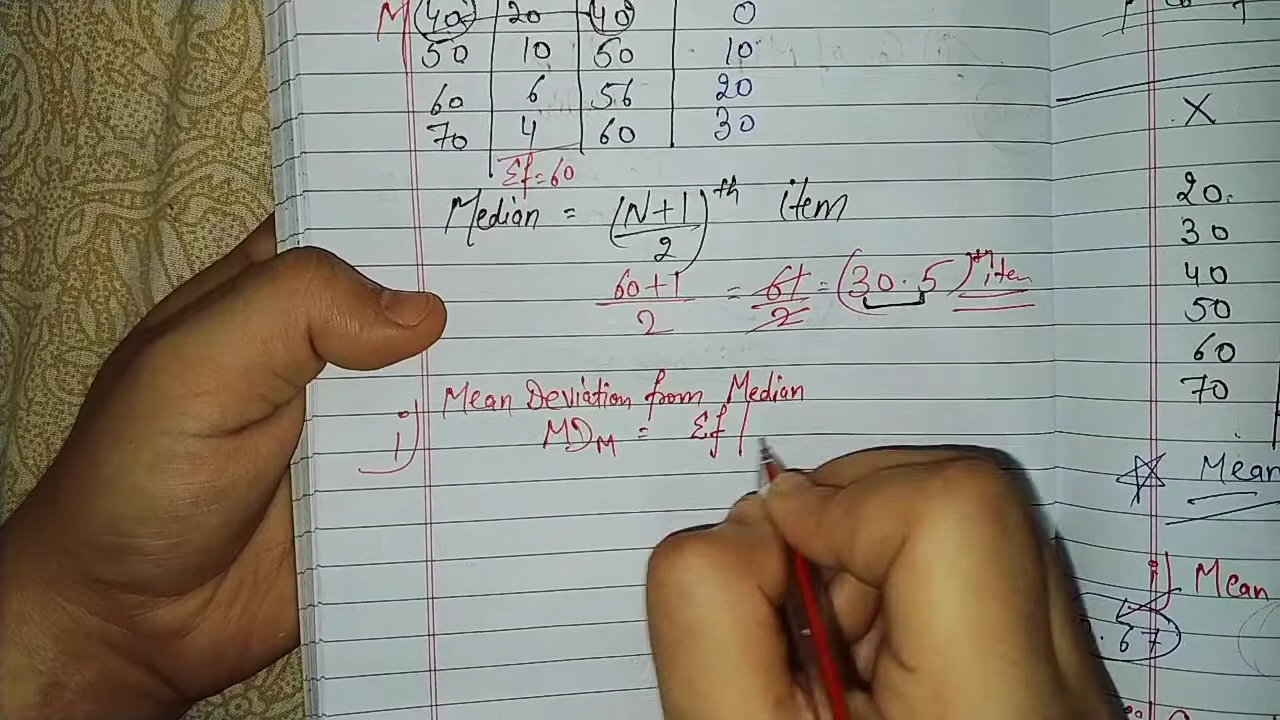 M 40 20 40 0
50 10 50 10
60 6 56 20
70 4 60 30
Σf = 60
Median = (N+1)th item
2
60+1 = 61 = (30.5)th item
2 2
i) Mean Deviation from Median
MDM = Σf |
X
20
30
40
50
60
70
Mean
i) Mean
.67